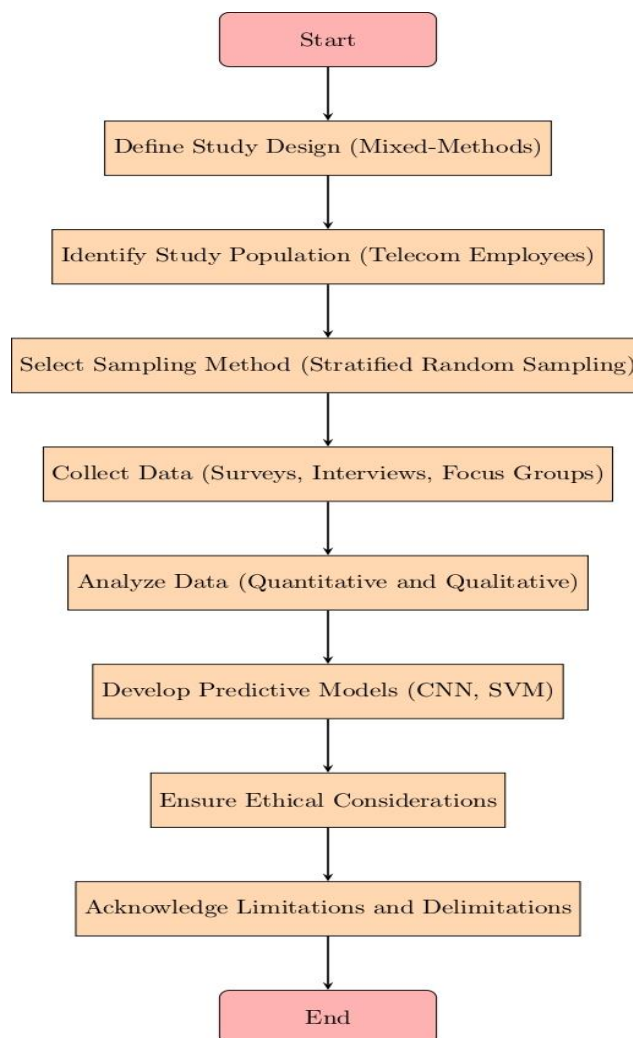 Start
Define Study Design (Mixed-Methods)
Identify Study Population (Telecom Employees)
Select Sampling Method (Stratified Random Sampling)
Collect Data (Surveys, Interviews, Focus Groups)
Analyze Data (Quantitative and Qualitative)
Develop Predictive Models (CNN, SVM)
Ensure Ethical Considerations
Acknowledge Limitations and Delimitations
End